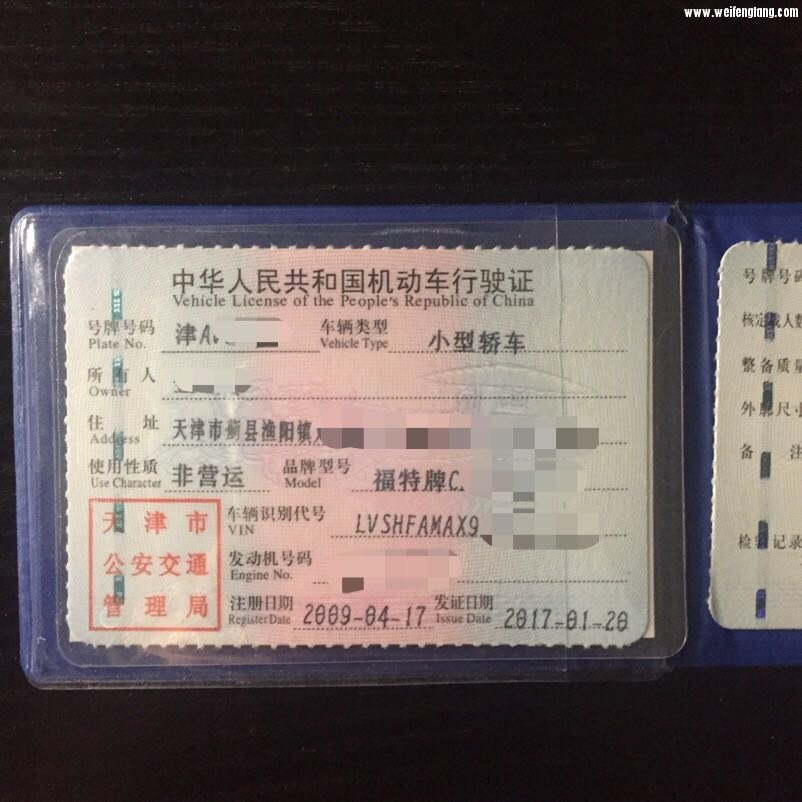 www.weifengtang.com
中华人民共和国机动车行驶证
Vehicle License of the People's Republic of China
号牌号码 津A 车辆类型 小型轿车
Plate No. Vehicle Type
所有人
Owner
住址 天津市蓟县渔阳镇
Address
使用性质 非营运 品牌型号 福特牌C
Use Character Model
天津市
公安交通
管理局
车辆识别代号 LVSHFAMAX9
VIN
发动机号码
Engine No.
注册日期 2009-04-17 发证日期 2017-01-20
Register Date Issue Date
号牌号码
核定载人数
整备质量
外廓尺寸
备注
检验记录